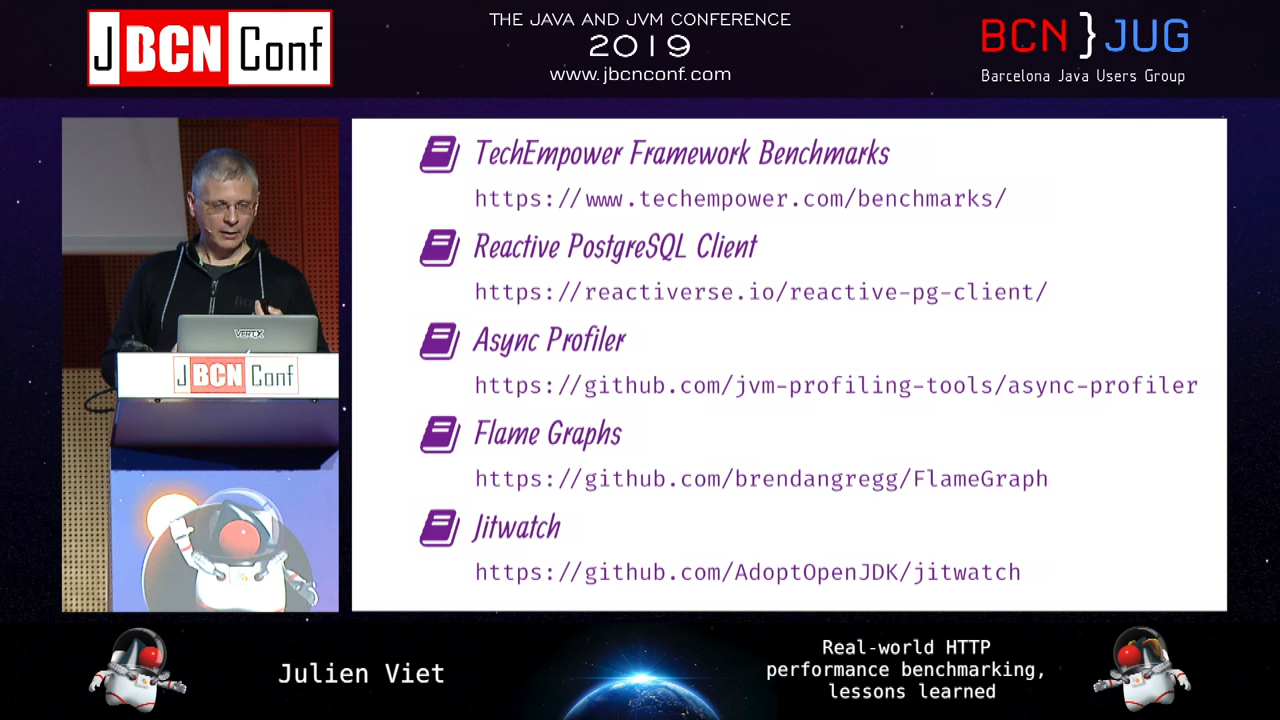 JBCN Conf
THE JAVA AND JVM CONFERENCE
2019
www.jbcnconf.com
BCN}JUG
Barcelona Java Users Group
TechEmpower Framework Benchmarks
https://www.techempower.com/benchmarks/
Reactive PostgreSQL Client
https://reactiverse.io/reactive-pg-client/
Async Profiler
https://github.com/jvm-profiling-tools/async-profiler
Flame Graphs
https://github.com/brendangregg/FlameGraph
Jitwatch
https://github.com/AdoptOpenJDK/jitwatch
VERT.X
JBCN Conf
Julien Viet
Real-world HTTP
performance benchmarking,
lessons learned